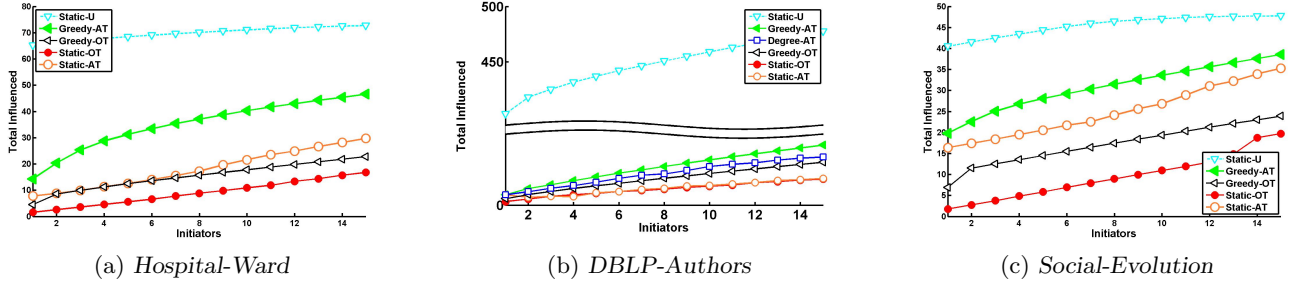 80
70
60
50
40
30
20
10
0
Total Influenced
2
4
6
8
10
12
14
Initiators
Static-U
Greedy-AT
Greedy-OT
Static-OT
Static-AT
(a) Hospital-Ward
500
450
Total Influenced
2
4
6
8
10
12
14
Initiators
Static-U
Greedy-AT
Degree-AT
Greedy-OT
Static-OT
Static-AT
(b) DBLP-Authors
50
45
40
35
30
25
20
15
10
5
0
Total Influenced
2
4
6
8
10
12
14
Initiators
Static-U
Greedy-AT
Greedy-OT
Static-OT
Static-AT
(c) Social-Evolution